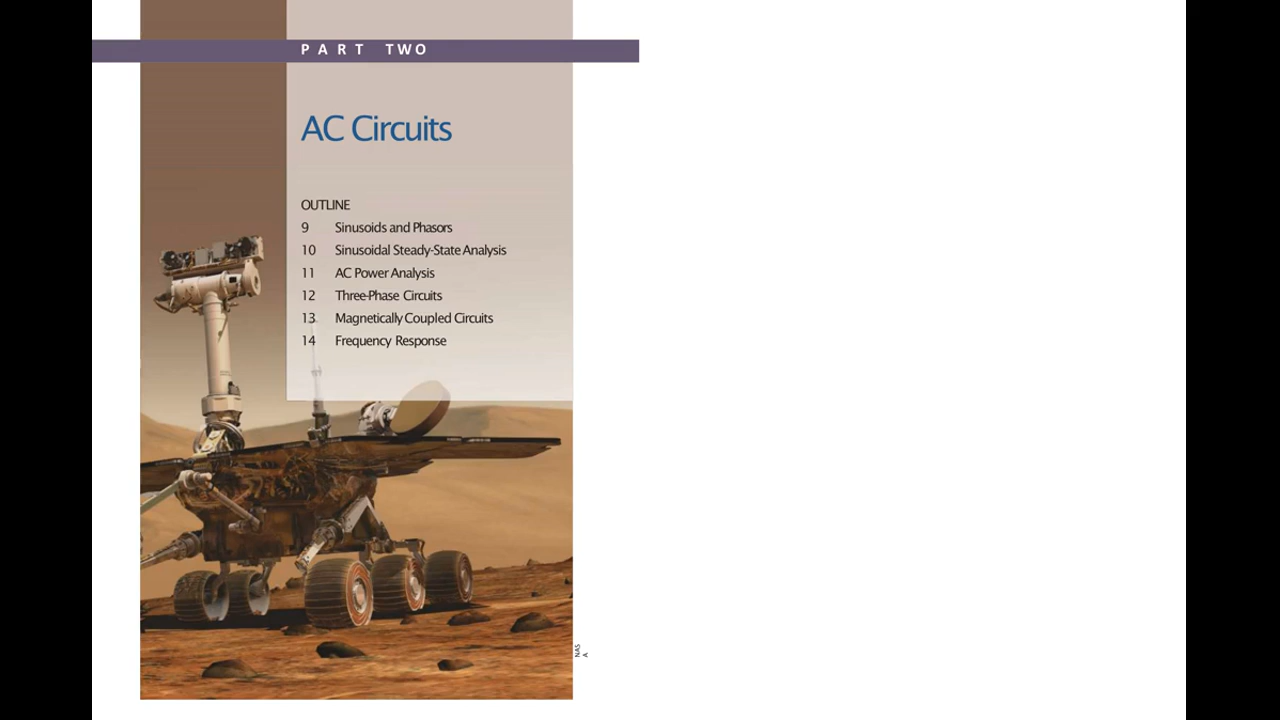 PART TWO
AC Circuits
OUTLINE
9 Sinusoids and Phasors
10 Sinusoidal Steady-State Analysis
11 AC Power Analysis
12 Three-Phase Circuits
13 Magnetically Coupled Circuits
14 Frequency Response
NAS
A